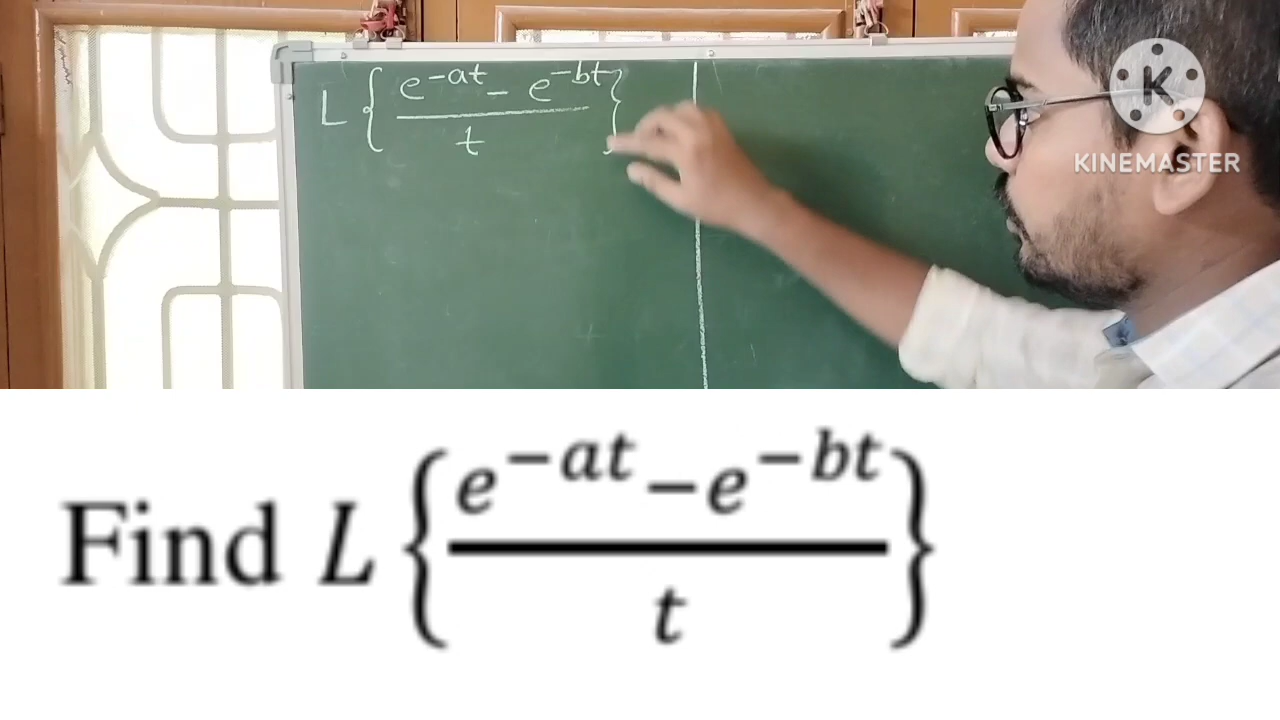 L { e^-at - e^-bt / t }
K
KINEMASTER
Find L { e^-at - e^-bt / t }